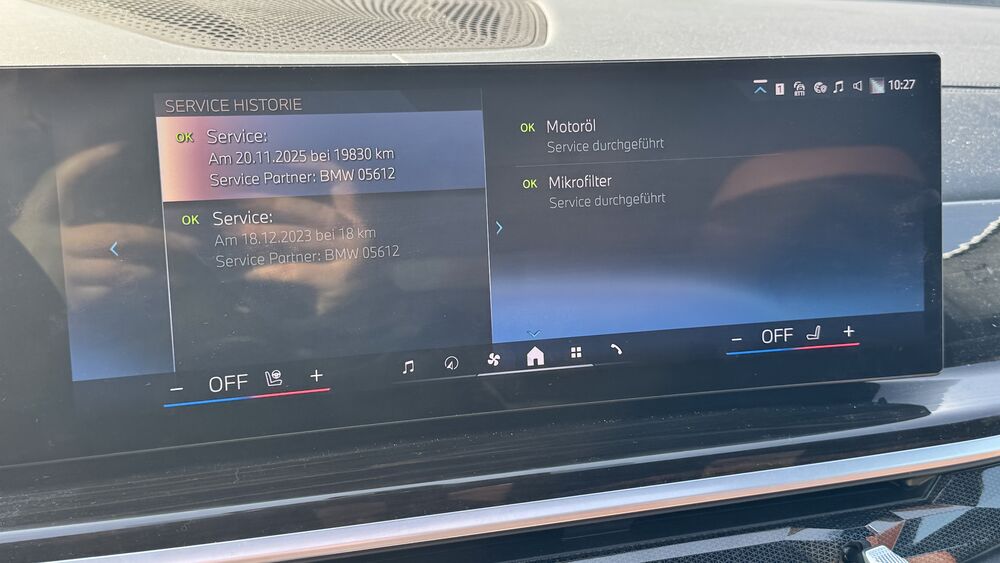 1 RTTI 10:27
SERVICE HISTORIE
OK Service:
Am 20.11.2025 bei 19830 km
Service Partner: BMW 05612
OK Service:
Am 18.12.2023 bei 18 km
Service Partner: BMW 05612
OK Motoröl
Service durchgeführt
OK Mikrofilter
Service durchgeführt
− OFF +
− OFF +